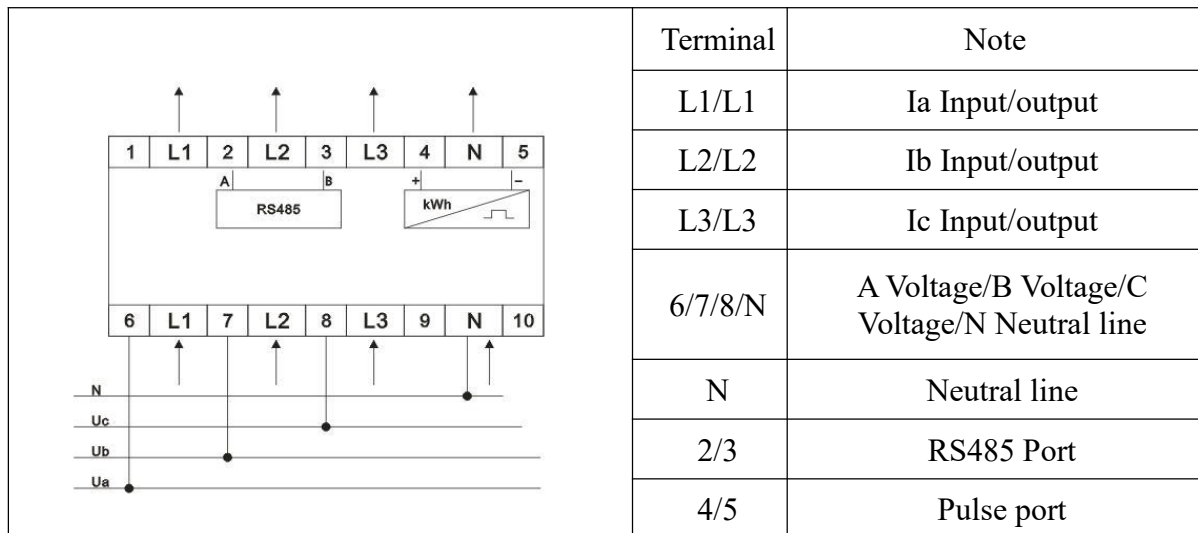 1 L1 2 L2 3 L3 4 N 5
A B + −
RS485 kWh
6 L1 7 L2 8 L3 9 N 10
N
Uc
Ub
Ua
Terminal Note
L1/L1 Ia Input/output
L2/L2 Ib Input/output
L3/L3 Ic Input/output
6/7/8/N A Voltage/B Voltage/C
Voltage/N Neutral line
N Neutral line
2/3 RS485 Port
4/5 Pulse port